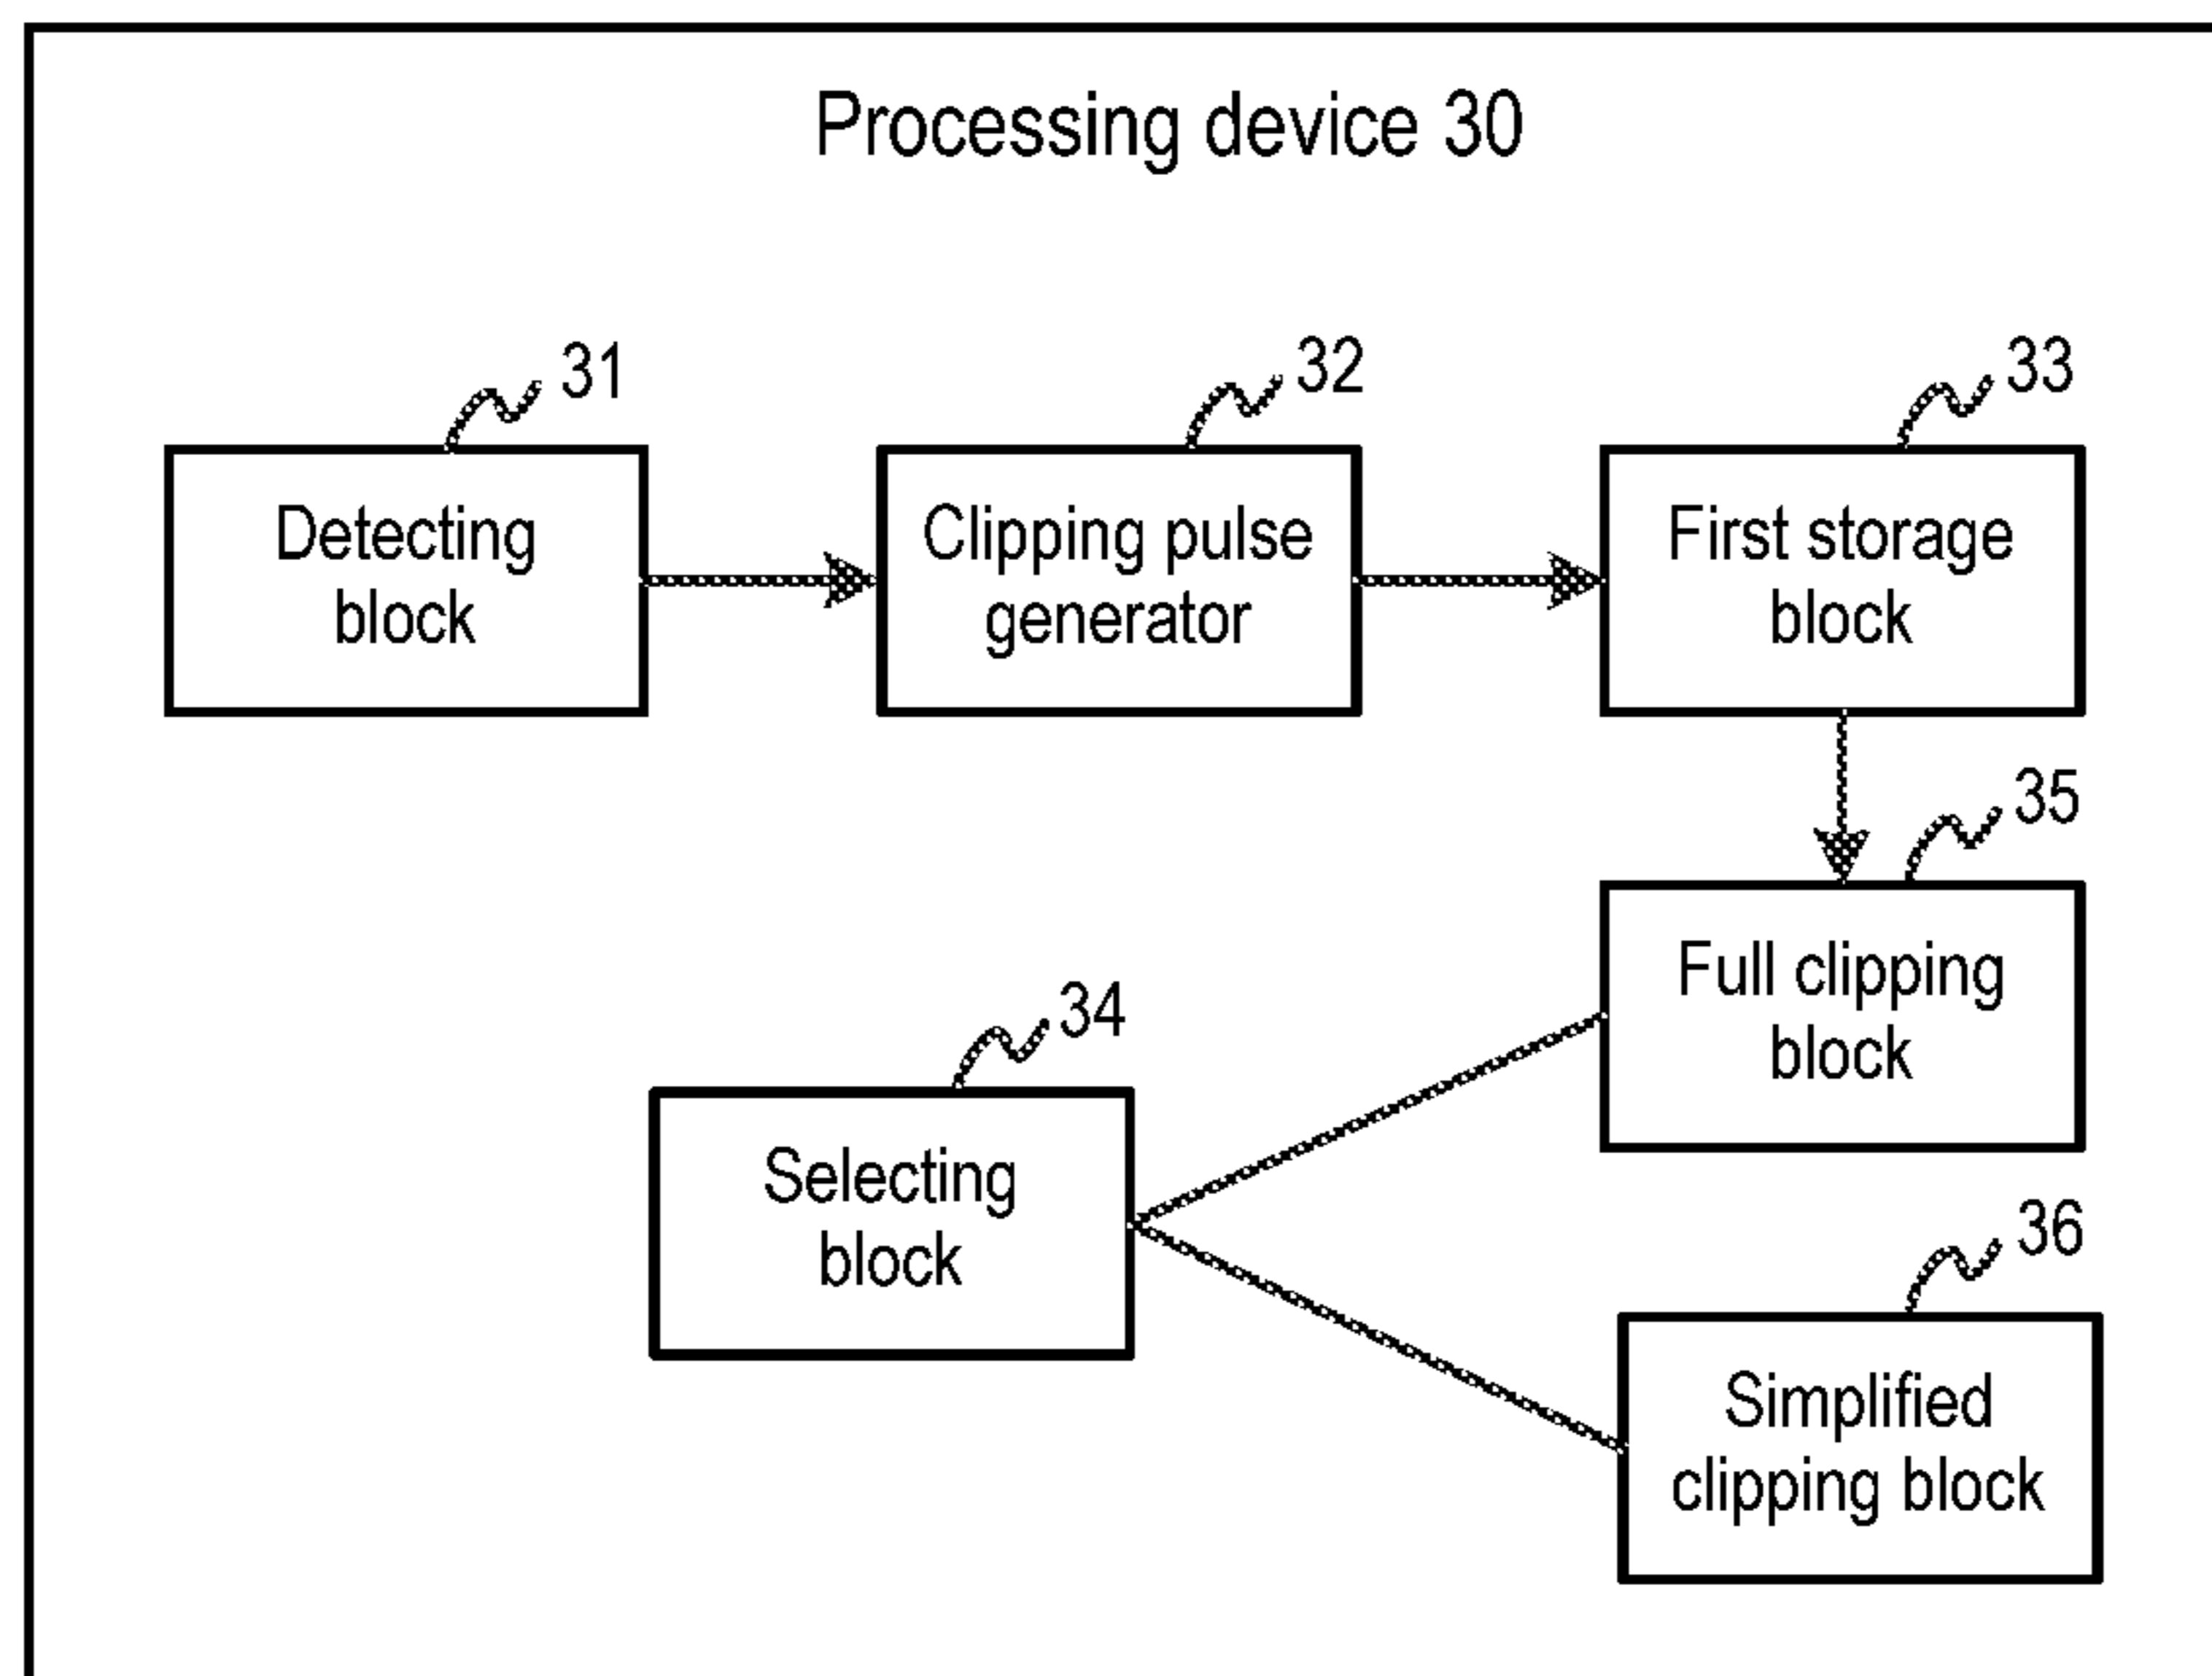 Processing device 30
31
32
33
Detecting
block
Clipping pulse
generator
First storage
block
35
Full clipping
block
34
Selecting
block
36
Simplified
clipping block